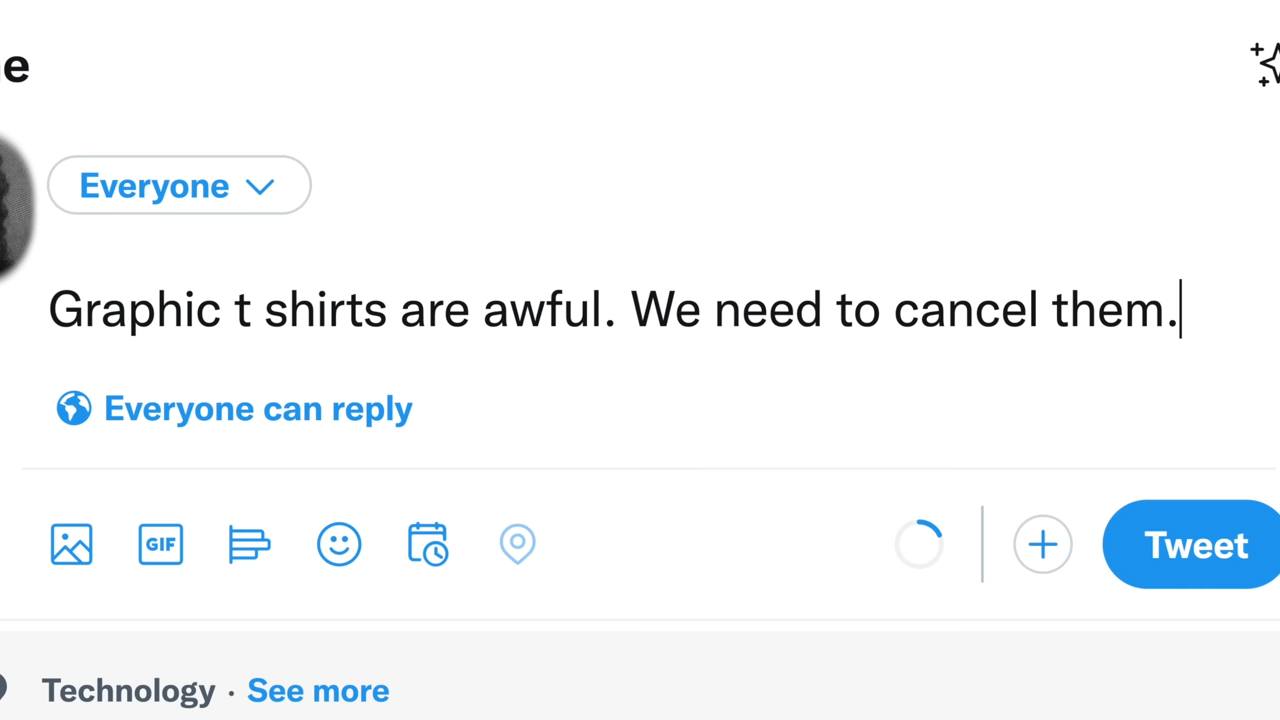 e
Everyone
Graphic t shirts are awful. We need to cancel them.
Everyone can reply
GIF
Tweet
Technology · See more